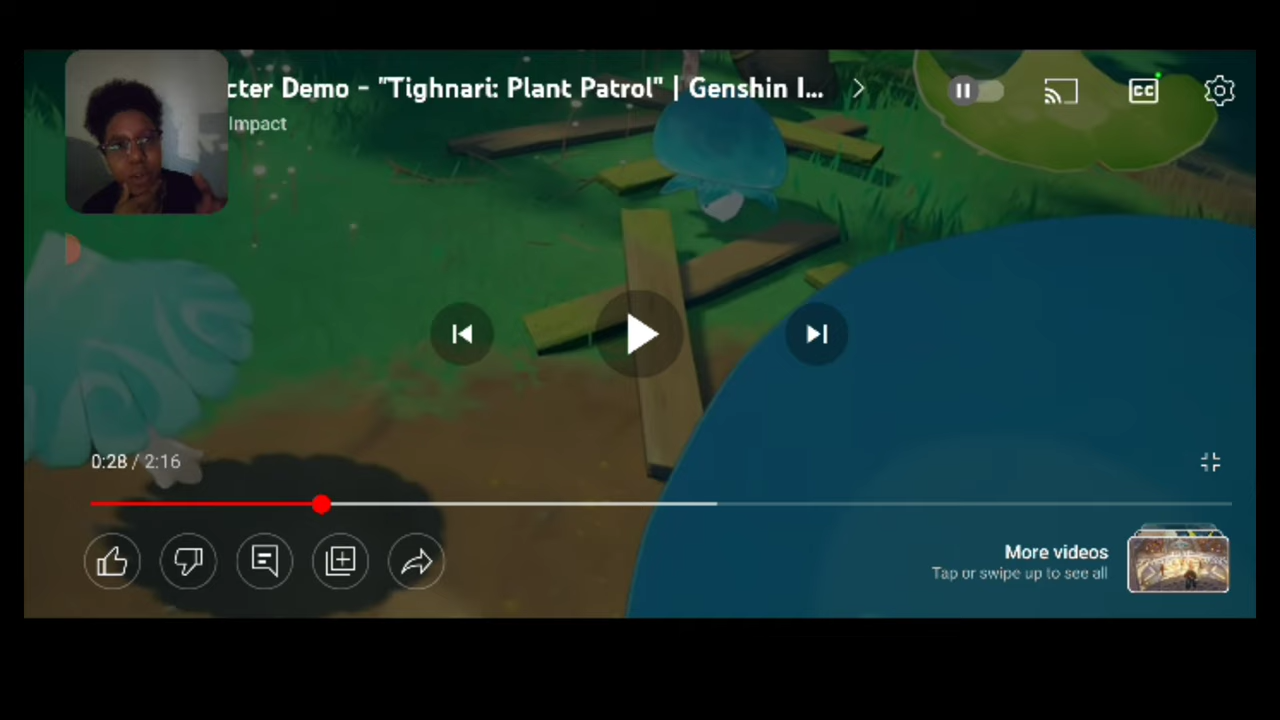 cter Demo - "Tighnari: Plant Patrol" | Genshin I...
Impact
CC
0:28 / 2:16
More videos
Tap or swipe up to see all